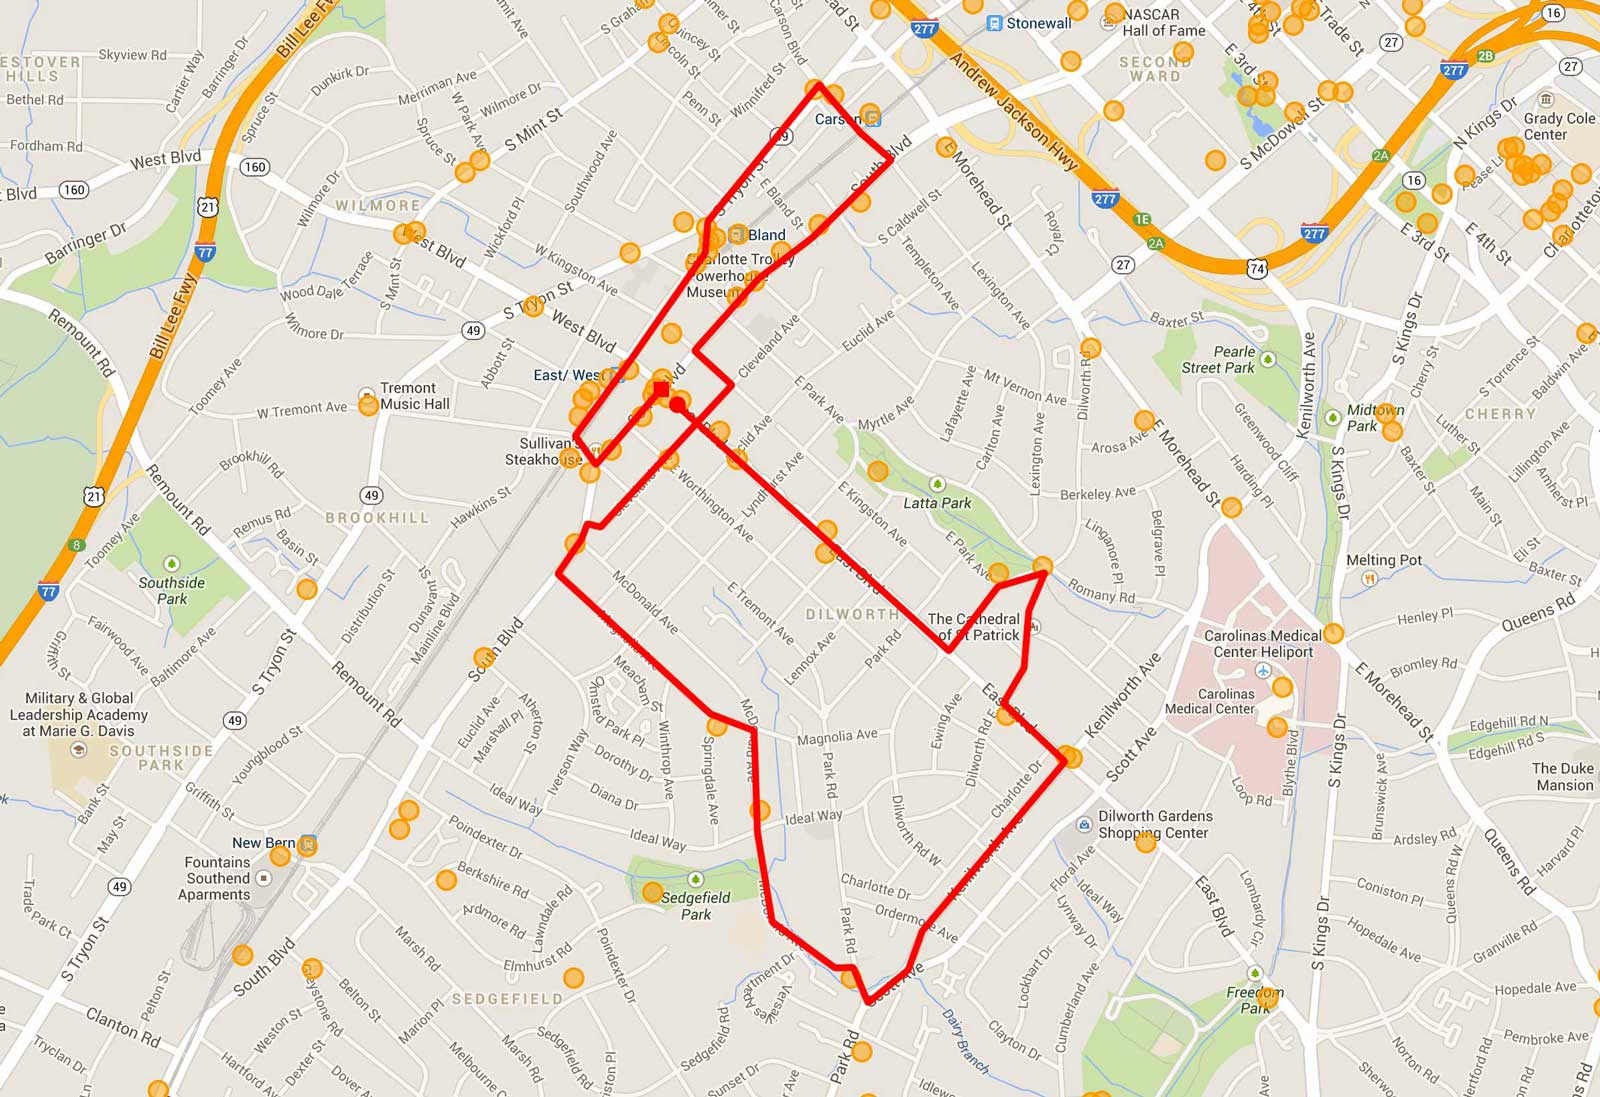 S Graham
Summit Ave
277
Stonewall
NASCAR
Hall of Fame
E 4th St
S Trade St
16
Bill Lee Fwy
Skyview Rd
Cartier Way
Barringer Dr
Quincey St
Lincoln St
Carson Blvd
27
2B
277
27
Andrew Jackson Hwy
SECOND
WARD
E 3rd St
HILLS
Bethel Rd
Dunkirk Dr
Merriman Ave
Wilmore Dr
W Park Ave
Penn St
Winnifred St
Grady Cole
Center
N Kings Dr
Fordham Rd
Spruce St
S Mint St
Carson
S McDowell St
West Blvd
160
160
Spruce St
Southwood Ave
S Tryon St
South Blvd
E Morehead St
2A
16
21
WILMORE
Wilmore Dr
Wickford Pl
E Bland St
S Caldwell St
Royal Ct
277
1E
2A
277
E 3rd St
E 4th St
Barringer Dr
77
West Blvd
Bland
Charlotte Trolley
Powerhouse
Museum
Templeton Ave
Lexington Ave
27
74
Wood Dale Terrace
S Mint St
W Kingston Ave
S Tryon St
Remount Rd
Bill Lee Fwy
Wilmore Dr
49
West Blvd
Cleveland Ave
Euclid Ave
Baxter St
Pearle
Street Park
Kenilworth Ave
S Kings Dr
S Torrence St
Baldwin Ave
Toomey Ave
Abbott St
East/ West
E Park Ave
Mt Vernon Ave
Dilworth Rd
Cherry St
Tremont
Music Hall
W Tremont Ave
Myrtle Ave
Lafayette Ave
Carlton Ave
Lexington Ave
Arosa Ave
E Morehead St
Midtown
Park
CHERRY
Luther St
Greenwood Cliff
Harding Pl
Sullivan's
Steakhouse
Brookhill Rd
E Worthington Ave
Lyndhurst Ave
E Kingston Ave
Latta Park
Berkeley Ave
Baxter St
Main St
Lillington Ave
Amherst Pl
21
49
Remus Rd
BROOKHILL
Hawkins St
Basin St
Toomey Ave
8
Remount Rd
Linganore Pl
Belgrave Pl
S Kings Dr
Eli St
Baxter St
E Park Ave
East Blvd
Melting Pot
Southside
Park
77
McDonald Ave
E Tremont Ave
DILWORTH
The Cathedral
of St Patrick
Romany Rd
Henley Pl
Queens Rd
Distribution St
Dunavant St
Mainline Blvd
Magnolia Ave
Lennox Ave
Park Rd
Carolinas Medical
Center Heliport
Bromley Rd
Griffith St
Fairwood Ave
Baltimore Ave
S Tryon St
South Blvd
Remount Rd
Meacham St
Olmsted Park Pl
East Blvd
Kenilworth Ave
Scott Ave
Carolinas
Medical Center
E Morehead St
Military & Global
Leadership Academy
at Marie G. Davis
49
SOUTHSIDE
PARK
Euclid Ave
Marshall Pl
Atherton St
Iverson Way
Winthrop Ave
Springdale Ave
McDonald Ave
Magnolia Ave
Park Rd
Ewing Ave
Dilworth Rd E
Edgehill Rd N
Edgehill Rd S
Youngblood St
Dorothy Dr
Diana Dr
Ideal Way
Charlotte Dr
Loop Rd
Blythe Blvd
S Kings Dr
Brunswick Ave
The Duke
Mansion
Bank St
May St
Griffith St
Poindexter Dr
Ideal Way
Ideal Way
Dilworth Rd W
Kenilworth Ave
Dilworth Gardens
Shopping Center
Ardsley Rd
Queens Rd
Harvard Pl
New Bern
Fountains
Southend
Aparments
Berkshire Rd
Sedgefield
Park
Charlotte Dr
Floral Ave
Ideal Way
East Blvd
Coniston Pl
Queens Rd W
Trade Park Ct
49
S Tryon St
Ardmore Rd
Lawndale Rd
McDonald Ave
Park Rd
Ordermore Ave
Lynway Dr
Lombardy Cir
Hopedale Ave
Granville Rd
Marsh Rd
Elmhurst Rd
Poindexter Dr
Scott Ave
Lockhart Dr
Cumberland Ave
S Kings Dr
South Blvd
Pelton St
Keystone Rd
Belton St
Marion Pl
SEDGEFIELD
Freedom
Park
Hopedale Ave
Clanton Rd
Weston St
Dexter St
Sedgefield Rd
Sedgefield Rd
Park Rd
Dairy Branch
Clayton Dr
Pembroke Ave
Norton Rd
Tryclan Dr
Hartford Ave
Dover Ave
Melbourne Ct
Marsh Rd
Sunset Dr
Idlewood
Sherwood